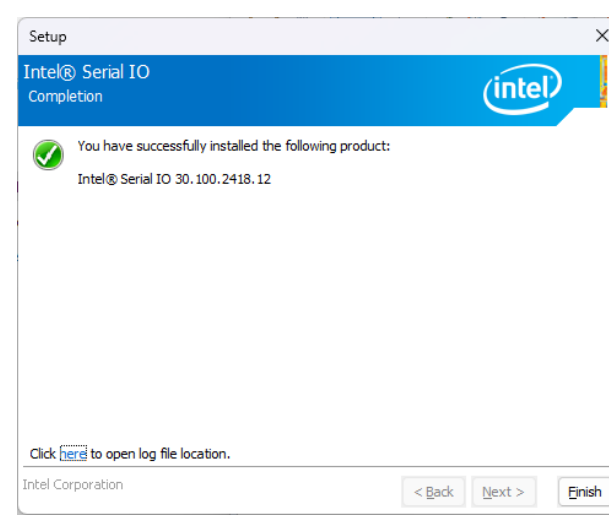 Setup
Intel® Serial IO
Completion
intel
You have successfully installed the following product:
Intel® Serial IO 30.100.2418.12
Click here to open log file location.
Intel Corporation
< Back
Next >
Finish